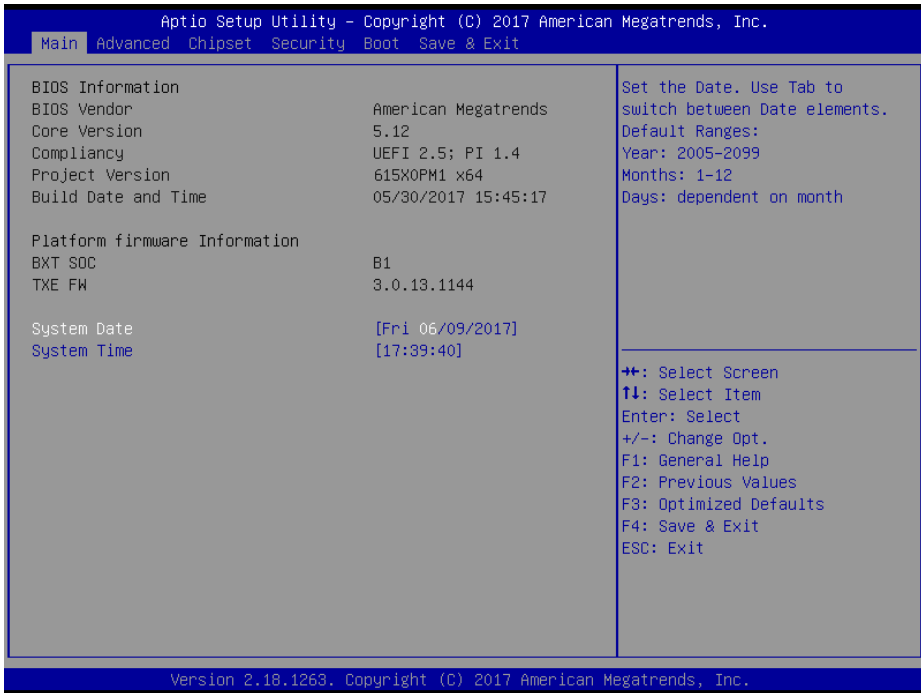 Aptio Setup Utility – Copyright (C) 2017 American Megatrends, Inc.
Main Advanced Chipset Security Boot Save & Exit
BIOS Information
BIOS Vendor American Megatrends
Core Version 5.12
Compliancy UEFI 2.5; PI 1.4
Project Version 615X0PM1 x64
Build Date and Time 05/30/2017 15:45:17
Platform firmware Information
BXT SOC B1
TXE FW 3.0.13.1144
System Date [Fri 06/09/2017]
System Time [17:39:40]
Set the Date. Use Tab to
switch between Date elements.
Default Ranges:
Year: 2005-2099
Months: 1-12
Days: dependent on month
→←: Select Screen
↑↓: Select Item
Enter: Select
+/-: Change Opt.
F1: General Help
F2: Previous Values
F3: Optimized Defaults
F4: Save & Exit
ESC: Exit
Version 2.18.1263. Copyright (C) 2017 American Megatrends, Inc.